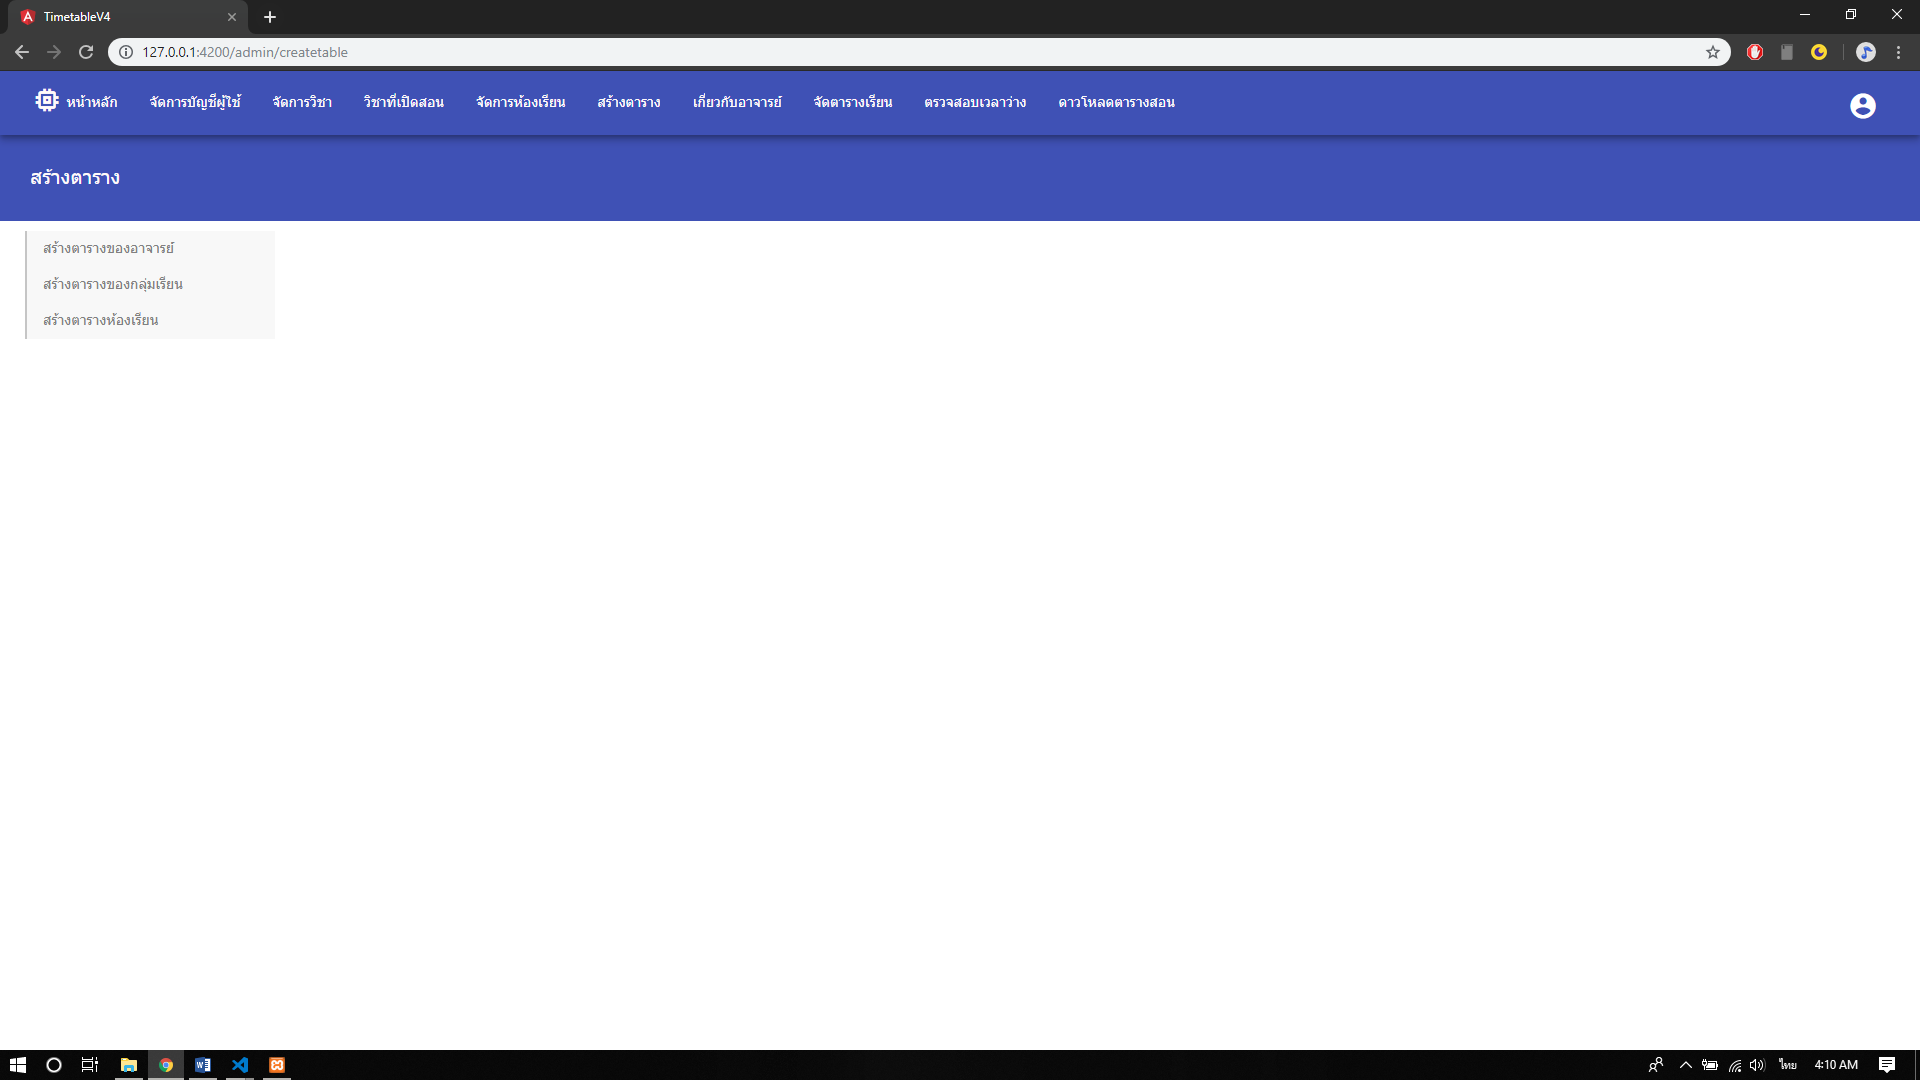 TimetableV4
127.0.0.1:4200/admin/createtable
หน้าหลัก จัดการบัญชีผู้ใช้ จัดการวิชา วิชาที่เปิดสอน จัดการห้องเรียน สร้างตาราง เกี่ยวกับอาจารย์ จัดตารางเรียน ตรวจสอบเวลาว่าง ดาวโหลดตารางสอน
สร้างตาราง
สร้างตารางของอาจารย์
สร้างตารางของกลุ่มเรียน
สร้างตารางห้องเรียน
ไทย 4:10 AM